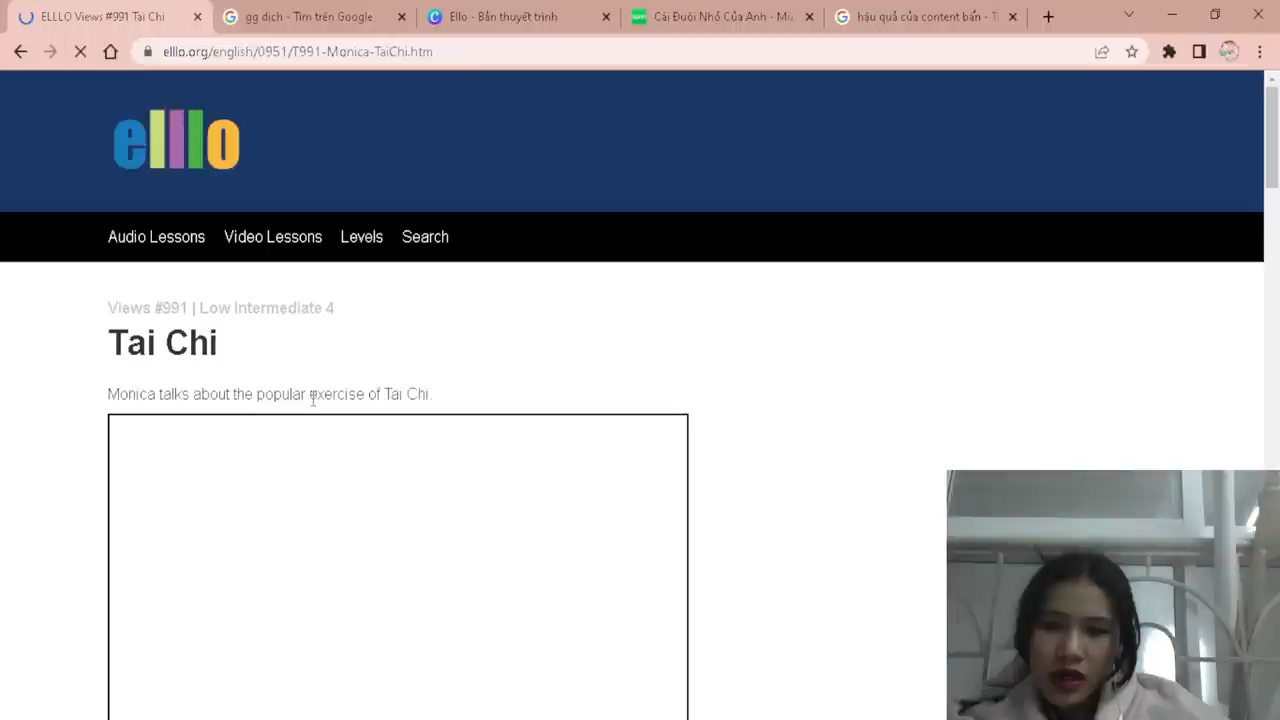 ELLLO Views #991 Tai Chi
gg dịch - Tìm trên Google
Ello - Bản thuyết trình
Cái Đuôi Nhỏ Của Anh - Mù
hậu quả của content bẩn - T
elllo.org/english/0951/T991-Monica-TaiChi.htm
elllo
Audio Lessons Video Lessons Levels Search
Views #991 | Low Intermediate 4
Tai Chi
Monica talks about the popular exercise of Tai Chi.